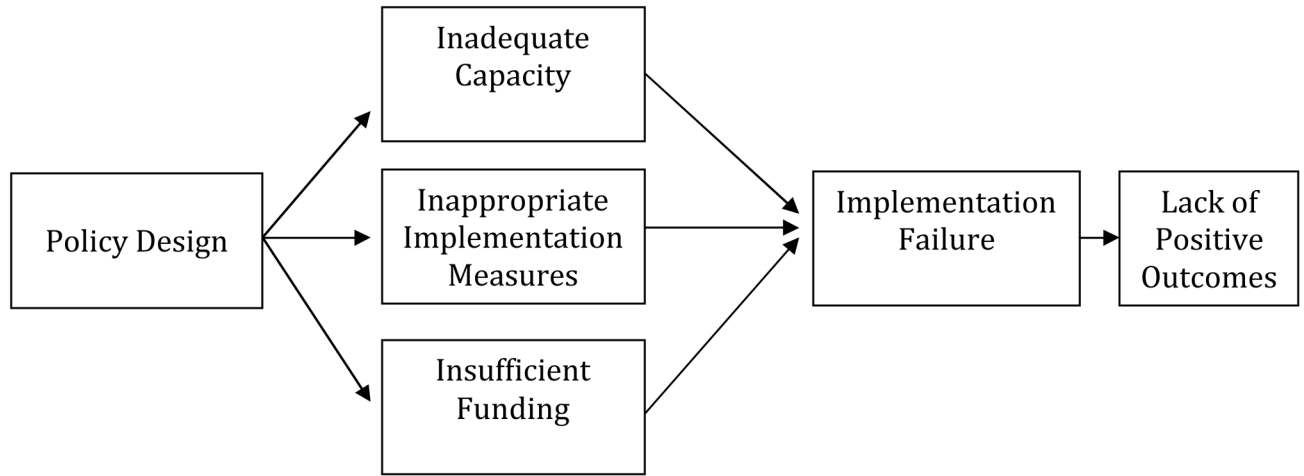 Policy Design
Inadequate
Capacity
Inappropriate
Implementation
Measures
Insufficient
Funding
Implementation
Failure
Lack of
Positive
Outcomes